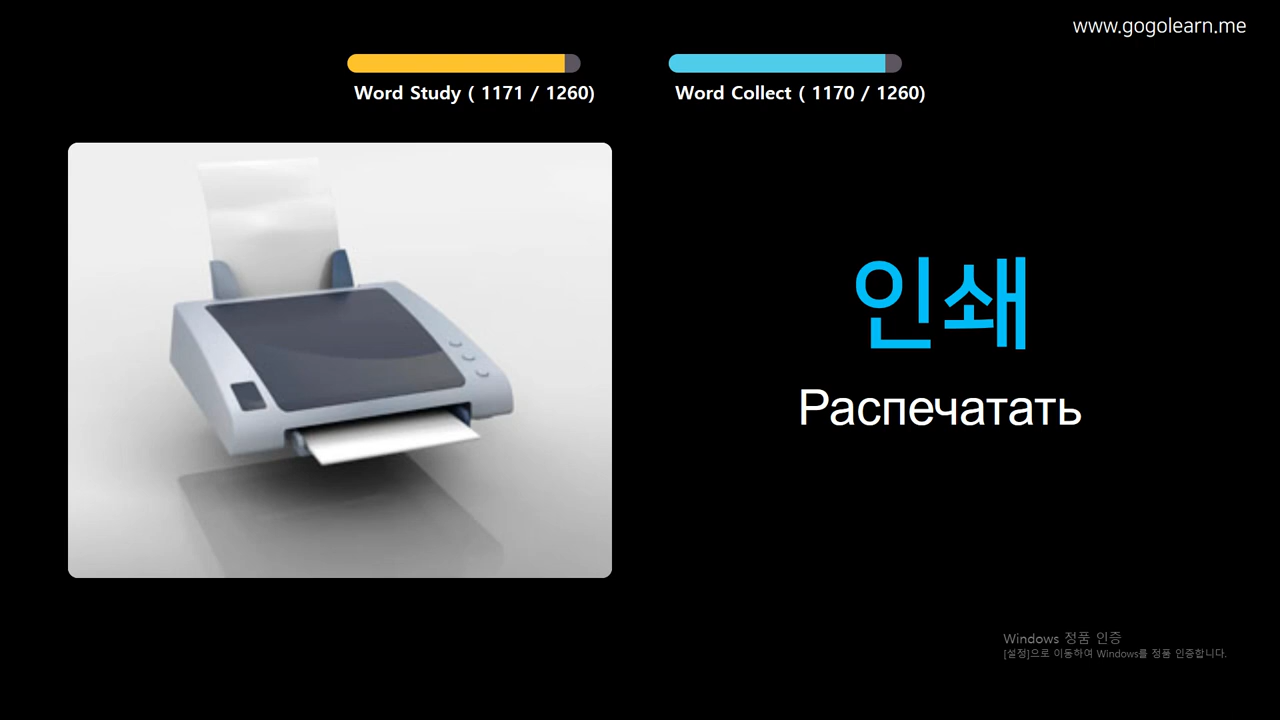 www.gogolearn.me
Word Study ( 1171 / 1260)
Word Collect ( 1170 / 1260)
인쇄
Распечатать
Windows 정품 인증
[설정]으로 이동하여 Windows를 정품 인증합니다.